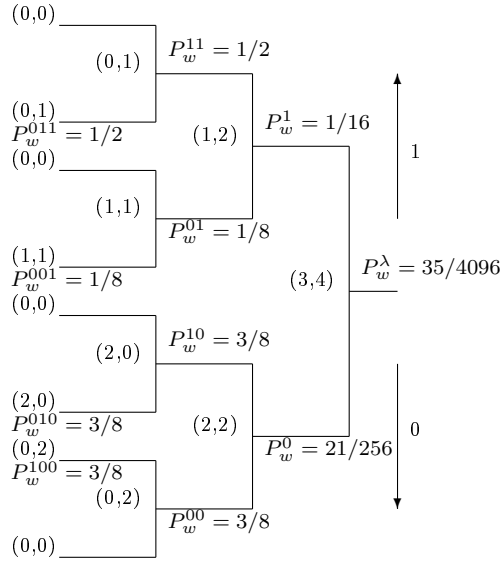 (0,0)
P_w^{11} = 1/2
(0,1)
(0,1)
P_w^{011} = 1/2
(1,2)
P_w^1 = 1/16
(0,0)
1
(1,1)
P_w^{01} = 1/8
(1,1)
P_w^{001} = 1/8
(3,4)
P_w^λ = 35/4096
(0,0)
P_w^{10} = 3/8
(2,0)
(2,0)
P_w^{010} = 3/8
(2,2)
0
(0,2)
P_w^0 = 21/256
P_w^{100} = 3/8
(0,2)
P_w^{00} = 3/8
(0,0)